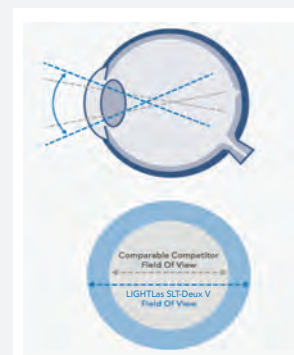 Comparable Competitor
Field Of View
LIGHTLas SLT-Deux V
Field Of View